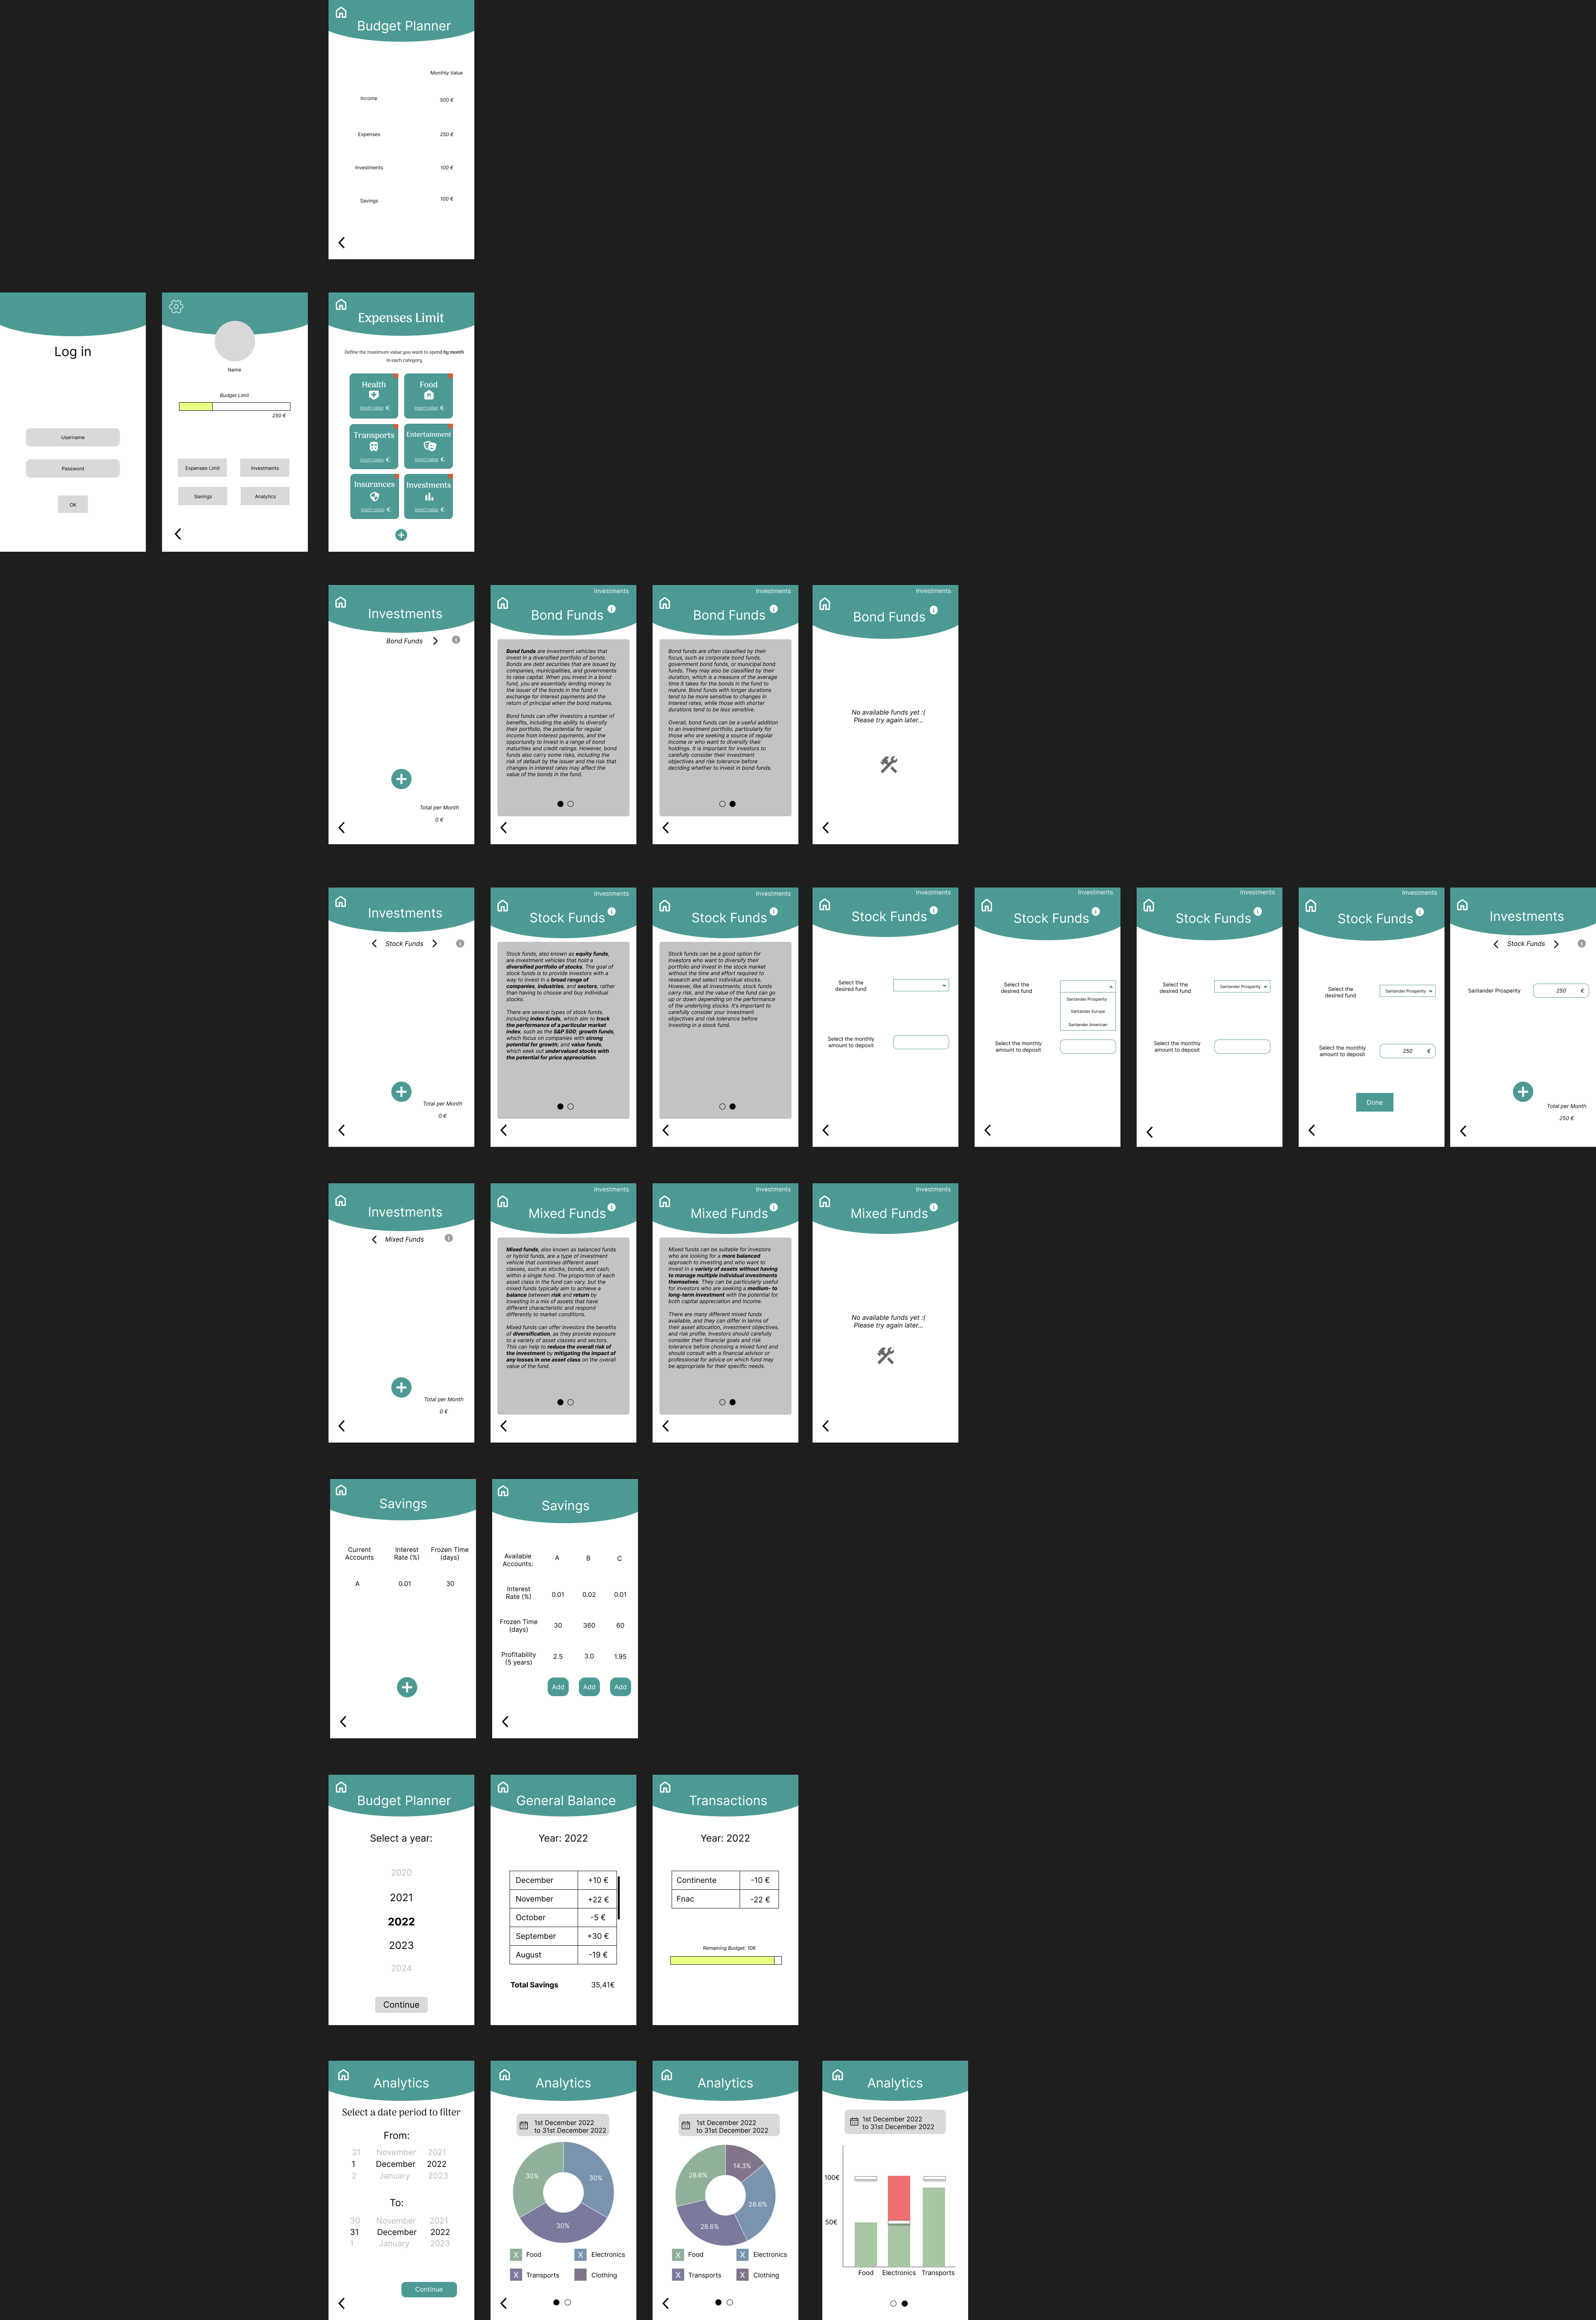 Budget Planner
Monthly Value
Income 500 €
Expenses 250 €
Investments 100 €
Savings 100 €
Log in
Username
Password
OK
Name
Budget Limit
250 €
Expenses Limit Investments
Savings Analytics
Expenses Limit
Define the maximum value you want to spend by month
in each category
Health Food
Insert value € Insert value €
Transports Entertainment
Insert value € Insert value €
Insurances Investments
Insert value € Insert value €
Investments
Bond Funds
Total per Month
0 €
Investments
Bond Funds
Bond funds are investment vehicles that
invest in a diversified portfolio of bonds.
Bonds are debt securities that are issued by
companies, municipalities, and governments
to raise capital. When you invest in a bond
fund, you are essentially lending money to
the issuer of the bonds in the fund in
exchange for interest payments and the
return of principal when the bond matures.
Bond funds can offer investors a number of
benefits, including the ability to diversify
their portfolio, the potential for regular
income from interest payments, and the
opportunity to invest in a range of bond
maturities and credit ratings. However, bond
funds also carry some risks, including the
risk of default by the issuer and the risk that
changes in interest rates may affect the
value of the bonds in the fund.
Investments
Bond Funds
Bond funds are often classified by their
focus, such as corporate bond funds,
government bond funds, or municipal bond
funds. They may also be classified by their
duration, which is a measure of the average
time it takes for the bonds in the fund to
mature. Bond funds with longer durations
tend to be more sensitive to changes in
interest rates, while those with shorter
durations tend to be less sensitive.
Overall, bond funds can be a useful addition
to an investment portfolio, particularly for
those who are seeking a source of regular
income or who want to diversify their
holdings. It is important for investors to
carefully consider their investment
objectives and risk tolerance before
deciding whether to invest in bond funds.
Investments
Bond Funds
No available funds yet :(
Please try again later...
Investments
Stock Funds
Total per Month
0 €
Investments
Stock Funds
Stock funds, also known as equity funds,
are investment vehicles that hold a
diversified portfolio of stocks. The goal of
stock funds is to provide investors with a
way to invest in a broad range of
companies, industries, and sectors, rather
than having to choose and buy individual
stocks.
There are several types of stock funds,
including index funds, which aim to track
the performance of a particular market
index, such as the S&P 500; growth funds,
which focus on companies with strong
potential for growth; and value funds,
which seek out undervalued stocks with
the potential for price appreciation.
Investments
Stock Funds
Stock funds can be a good option for
investors who want to diversify their
portfolio and invest in the stock market
without the time and effort required to
research and select individual stocks.
However, like all investments, stock funds
carry risk, and the value of the fund can go
up or down depending on the performance
of the underlying stocks. It's important to
carefully consider your investment
objectives and risk tolerance before
investing in a stock fund.
Investments
Stock Funds
Select the
desired fund
Select the monthly
amount to deposit
Investments
Stock Funds
Select the
desired fund
Santander Prosperity
Santander Europe
Santander American
Select the monthly
amount to deposit
Investments
Stock Funds
Select the
desired fund
Santander Prosperity
Select the monthly
amount to deposit
Investments
Stock Funds
Select the
desired fund
Santander Prosperity
Select the monthly
amount to deposit
250 €
Done
Investments
Stock Funds
Santander Prosperity 250 €
Total per Month
250 €
Investments
Mixed Funds
Total per Month
0 €
Investments
Mixed Funds
Mixed funds, also known as balanced funds
or hybrid funds, are a type of investment
vehicle that combines different asset
classes, such as stocks, bonds, and cash,
within a single fund. The proportion of each
asset class in the fund can vary, but the
mixed funds typically aim to achieve a
balance between risk and return by
investing in a mix of assets that have
different characteristic and respond
differently to market conditions.
Mixed funds can offer investors the benefits
of diversification, as they provide exposure
to a variety of asset classes and sectors.
This can help to reduce the overall risk of
the investment by mitigating the impact of
any losses in one asset class on the overall
value of the fund.
Investments
Mixed Funds
Mixed funds can be suitable for investors
who are looking for a more balanced
approach to investing and who want to
invest in a variety of assets without having
to manage multiple individual investments
themselves. They can be particularly useful
for investors who are seeking a medium- to
long-term investment with the potential for
both capital appreciation and income.
There are many different mixed funds
available, and they can differ in terms of
their asset allocation, investment objectives,
and risk profile. Investors should carefully
consider their financial goals and risk
tolerance before choosing a mixed fund and
should consult with a financial advisor or
professional for advice on which fund may
be appropriate for their specific needs.
Investments
Mixed Funds
No available funds yet :(
Please try again later...
Savings
Current
Accounts
Interest
Rate (%)
Frozen Time
(days)
A 0.01 30
Savings
Available
Accounts:
A B C
Interest
Rate (%)
0.01 0.02 0.01
Frozen Time
(days)
30 360 60
Profitability
(5 years)
2.5 3.0 1.95
Add Add Add
Budget Planner
Select a year:
2020
2021
2022
2023
2024
Continue
General Balance
Year: 2022
December +10 €
November +22 €
October -5 €
September +30 €
August -19 €
Total Savings 35,41€
Transactions
Year: 2022
Continente -10 €
Fnac -22 €
Remaining Budget: 10€
Analytics
Select a date period to filter
From:
31 November 2021
1 December 2022
2 January 2023
To:
30 November 2021
31 December 2022
1 January 2023
Continue
Analytics
1st December 2022
to 31st December 2022
30% 30%
30%
X Food X Electronics
X Transports Clothing
Analytics
1st December 2022
to 31st December 2022
14.3%
28.6%
28.6%
28.6%
X Food X Electronics
X Transports X Clothing
Analytics
1st December 2022
to 31st December 2022
100€
50€
Food Electronics Transports